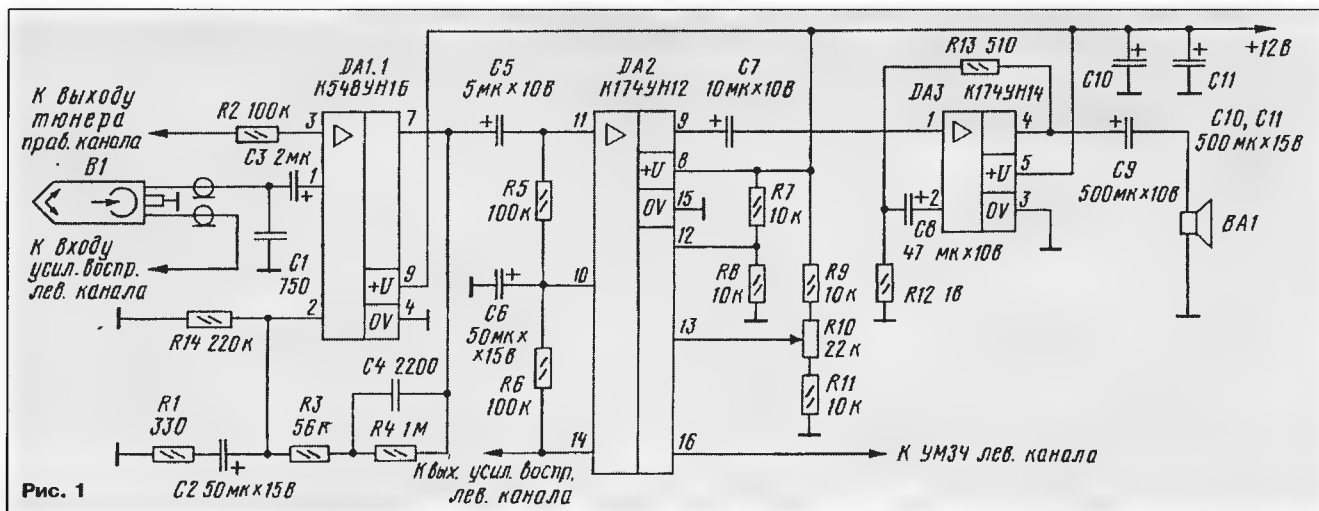 К выходу
тюнера
прав. канала
R2 100к
B1
C3 2мк
C1
750
К входу
усил. воспр.
лев. канала
DA1.1
К548УН1Б
3
1
2
7
9
4
+U
0V
R14 220к
R1
330
C2 50мк×15В
R3
56к
C4 2200
R4 1М
C5
5мк×10В
R5
100к
C6
50мк×
×15В
R6
100к
К вых. усил. воспр.
лев. канала
DA2
К174УН12
11
10
14
9
8
15
12
13
16
+U
0V
C7
10мк×10В
R7
10к
R8
10к
R9
10к
R10
22к
R11
10к
К УМЗЧ лев. канала
R13 510
DA3
К174УН14
1
2
4
5
3
+U
0V
C8
47 мк×10В
R12 18
C9
500мк×10В
C10
C11
+12В
C10, C11
500мк×15В
BA1
Рис. 1